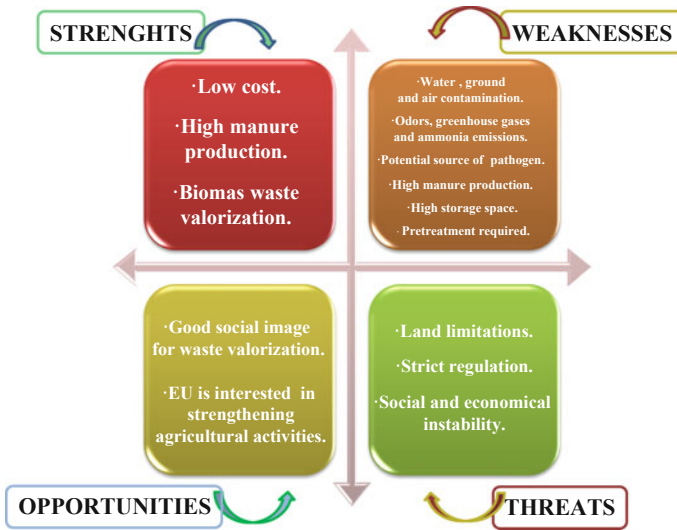 STRENGHTS
WEAKNESSES
·Low cost.
·High manure
production.
·Biomas waste
valorization.
·Water , ground
and air contamination.
·Odors, greenhouse gases
and ammonia emissions.
·Potential source of pathogen.
·High manure production.
·High storage space.
·Pretreatment required.
·Good social image
for waste valorization.
·EU is interested in
strengthening
agricultural activities.
·Land limitations.
·Strict regulation.
·Social and economical
instability.
OPPORTUNITIES
THREATS